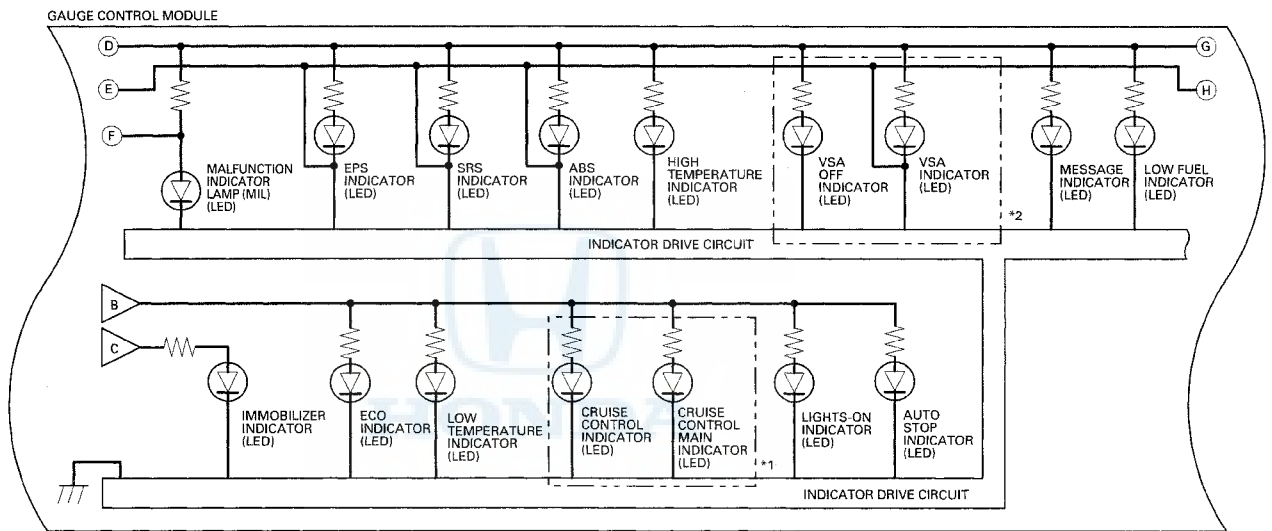 GAUGE CONTROL MODULE
D
G
E
H
F
MALFUNCTION
INDICATOR
LAMP (MIL)
(LED)
EPS
INDICATOR
(LED)
SRS
INDICATOR
(LED)
ABS
INDICATOR
(LED)
HIGH
TEMPERATURE
INDICATOR
(LED)
VSA
OFF
INDICATOR
(LED)
VSA
INDICATOR
(LED)
*2
MESSAGE
INDICATOR
(LED)
LOW FUEL
INDICATOR
(LED)
INDICATOR DRIVE CIRCUIT
B
C
IMMOBILIZER
INDICATOR
(LED)
ECO
INDICATOR
(LED)
LOW
TEMPERATURE
INDICATOR
(LED)
CRUISE
CONTROL
INDICATOR
(LED)
CRUISE
CONTROL
MAIN
INDICATOR
(LED)
*1
LIGHTS-ON
INDICATOR
(LED)
AUTO
STOP
INDICATOR
(LED)
INDICATOR DRIVE CIRCUIT
HONDA